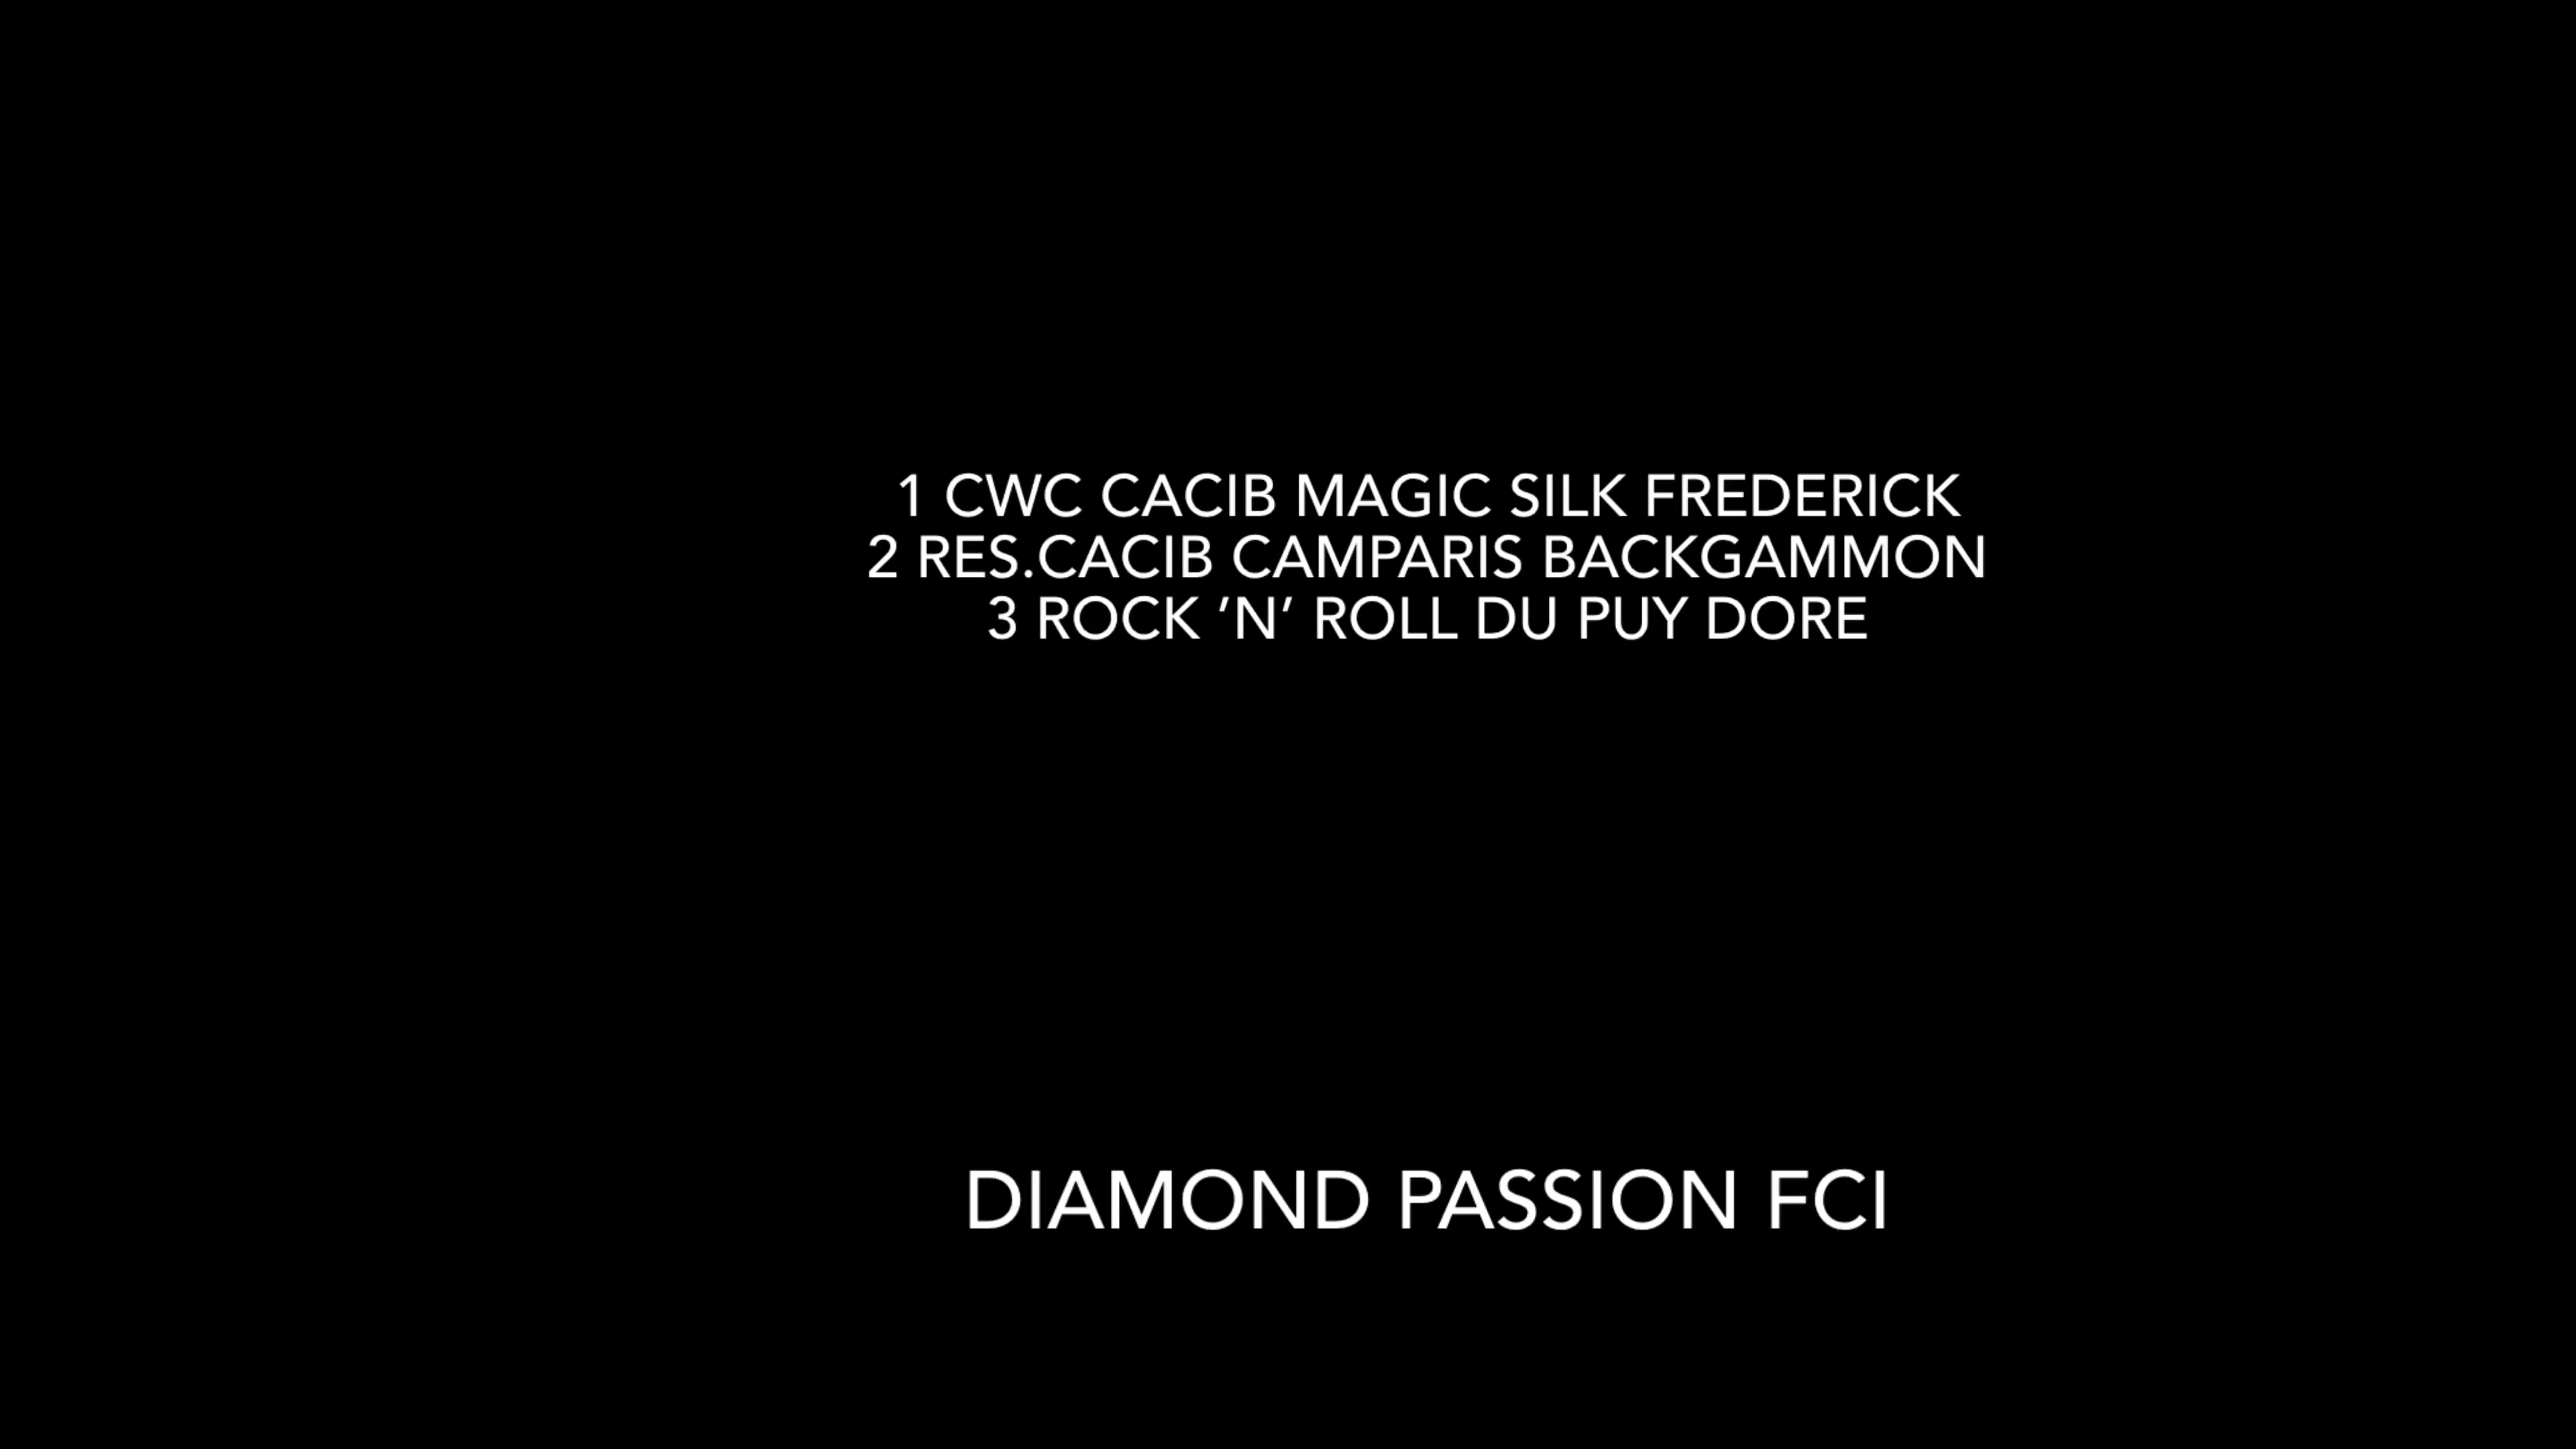 1 CWC CACIB MAGIC SILK FREDERICK
2 RES.CACIB CAMPARIS BACKGAMMON
3 ROCK ’N’ ROLL DU PUY DORE
DIAMOND PASSION FCI